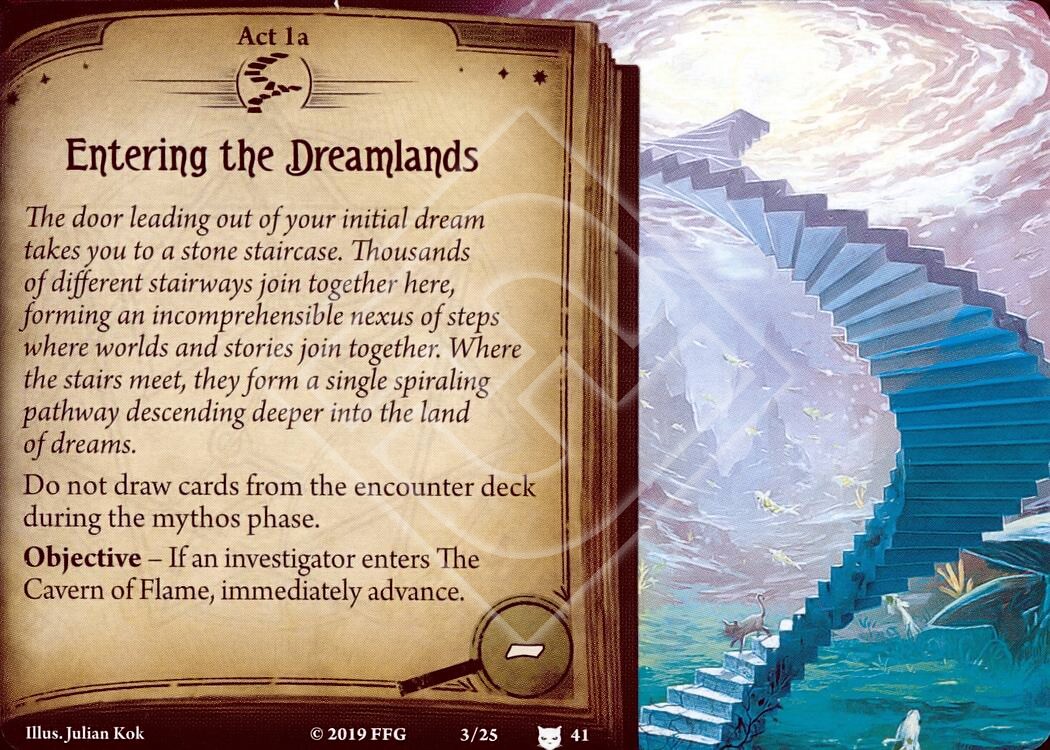 Act 1a
Entering the Dreamlands
The door leading out of your initial dream
takes you to a stone staircase. Thousands
of different stairways join together here,
forming an incomprehensible nexus of steps
where worlds and stories join together. Where
the stairs meet, they form a single spiraling
pathway descending deeper into the land
of dreams.
Do not draw cards from the encounter deck
during the mythos phase.
Objective – If an investigator enters The
Cavern of Flame, immediately advance.
–
Illus. Julian Kok © 2019 FFG 3/25 41